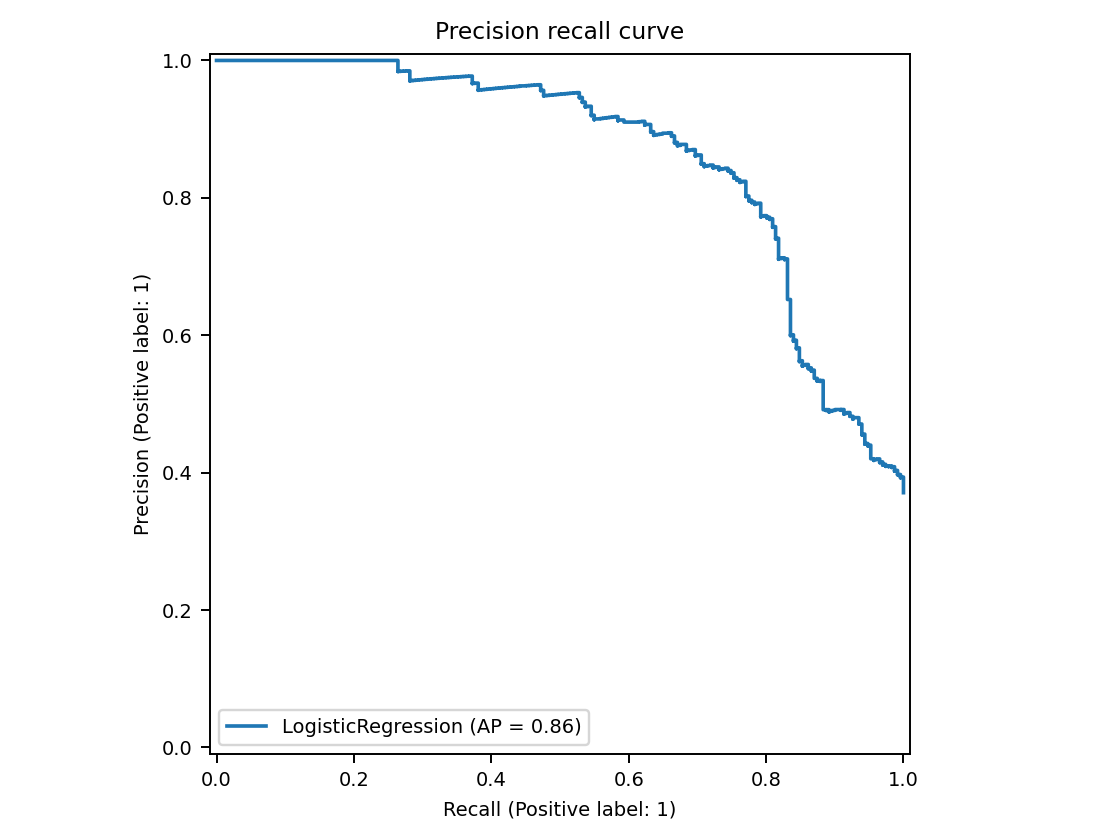 Precision recall curve
1.0
0.8
0.6
0.4
0.2
0.0
Precision (Positive label: 1)
LogisticRegression (AP = 0.86)
0.0 0.2 0.4 0.6 0.8 1.0
Recall (Positive label: 1)